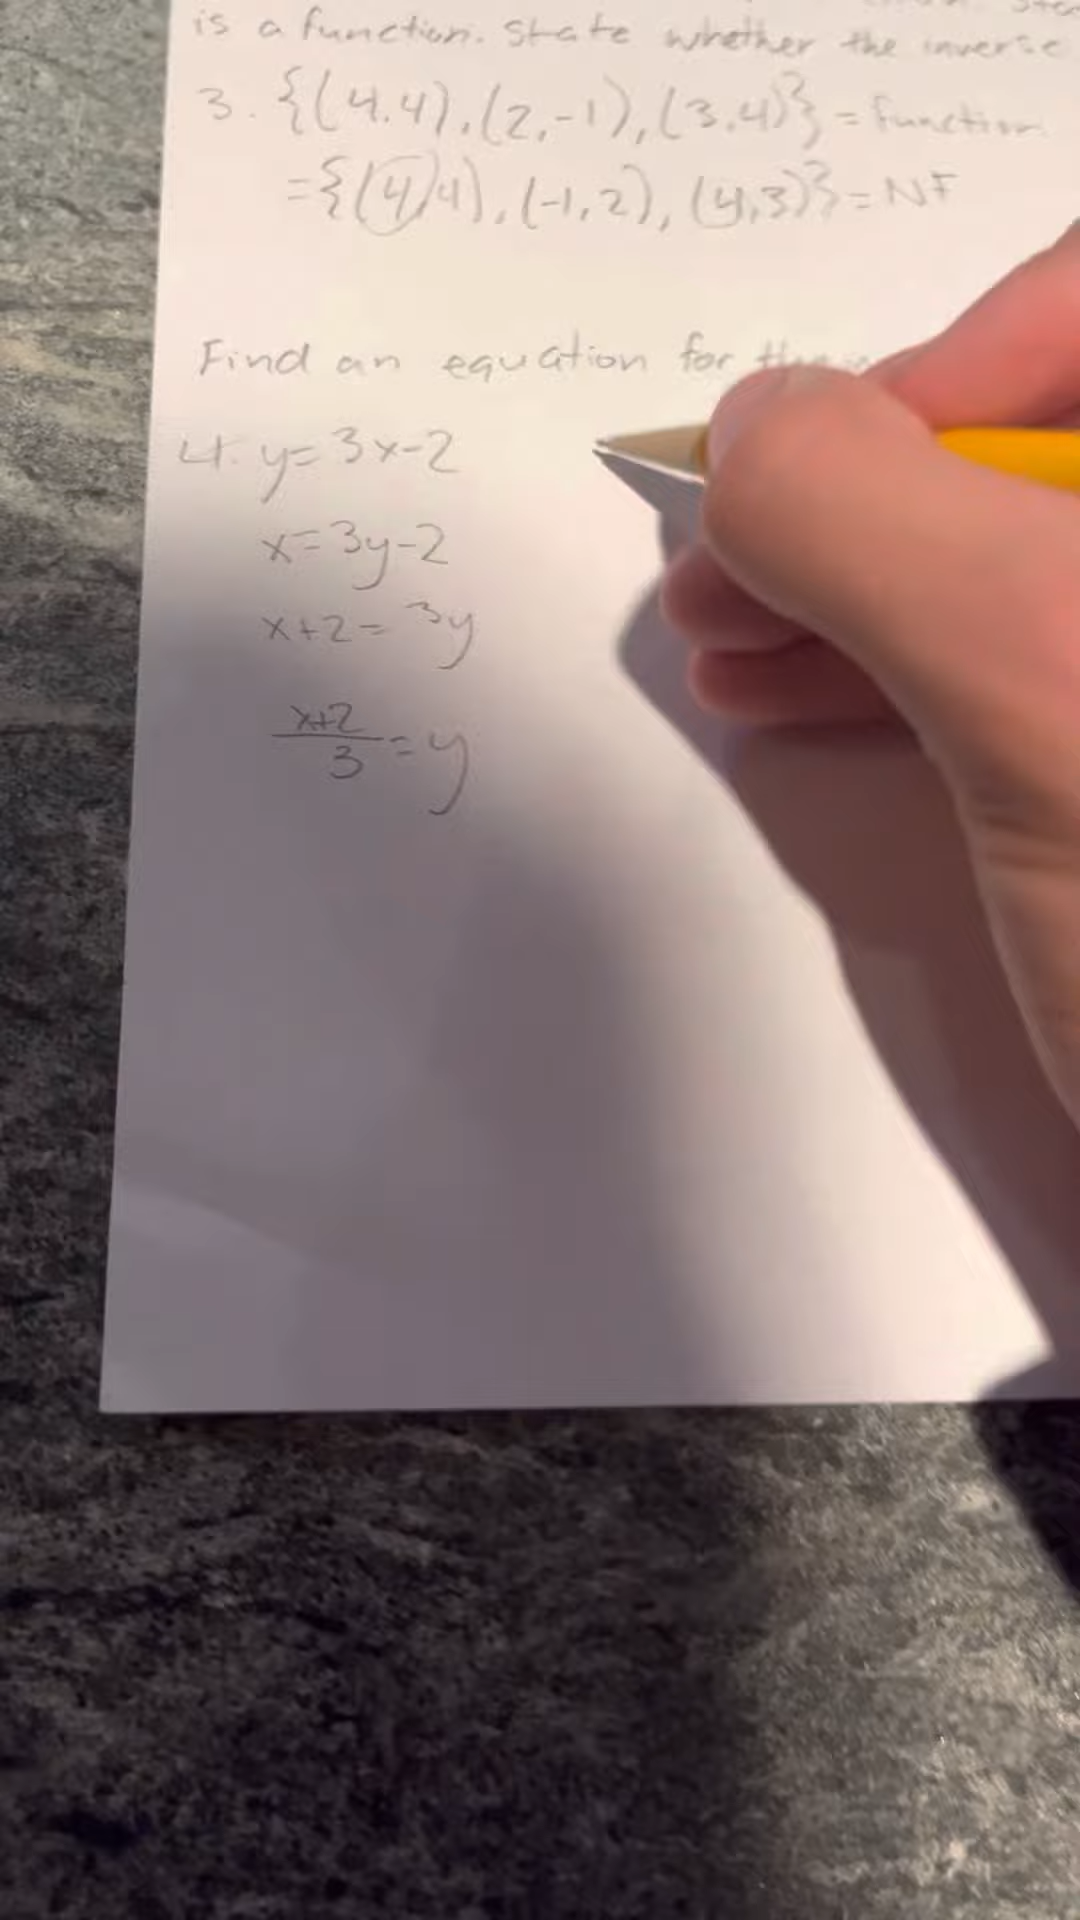 is a function. State whether the inverse
3. {(4,4),(2,-1),(3,4)} = function
={(4,4),(-1,2),(4,3)} = NF
Find an equation for the
4. y=3x-2
x=3y-2
x+2=3y
x+2
3
=y